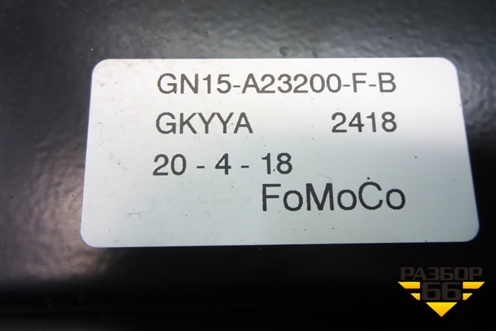 GN15-A23200-F-B
GKYYA 2418
20 - 4 - 18
FoMoCo
РАЗБОР
66